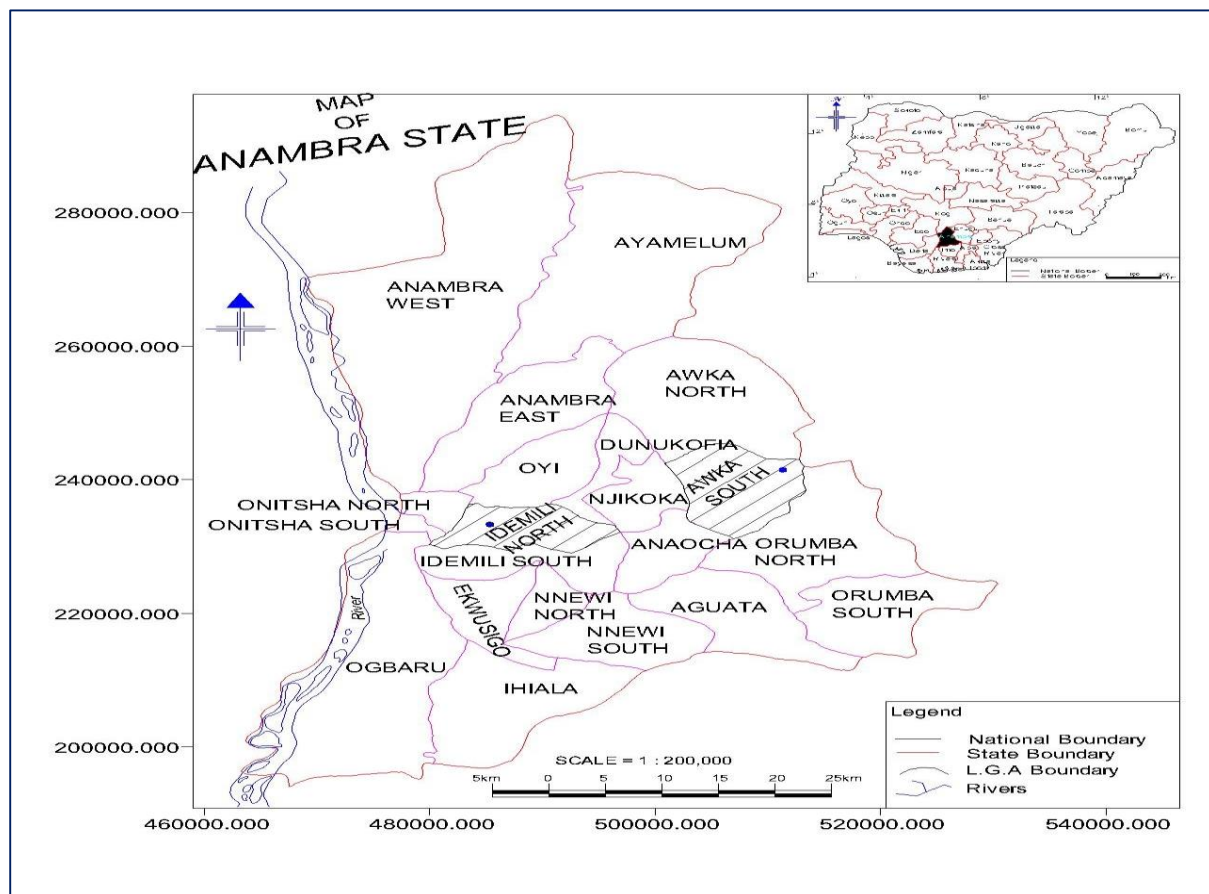 MAP
OF
ANAMBRA STATE
280000.000
260000.000
240000.000
220000.000
200000.000
460000.000
480000.000
500000.000
520000.000
540000.000
AYAMELUM
ANAMBRA
WEST
AWKA
NORTH
ANAMBRA
EAST
DUNUKOFIA
OYI
AWKA
SOUTH
NJIKOKA
ONITSHA NORTH
ONITSHA SOUTH
IDEMILI
NORTH
ANAOCHA
ORUMBA
NORTH
IDEMILI SOUTH
EKWUSIGO
NNEWI
NORTH
AGUATA
ORUMBA
SOUTH
NNEWI
SOUTH
River
OGBARU
IHIALA
SCALE = 1 : 200,000
5km
0
5
10
15
20
25km
Legend
National Boundary
State Boundary
L.G.A Boundary
Rivers
Legend
Niger
Oyo
Lagos